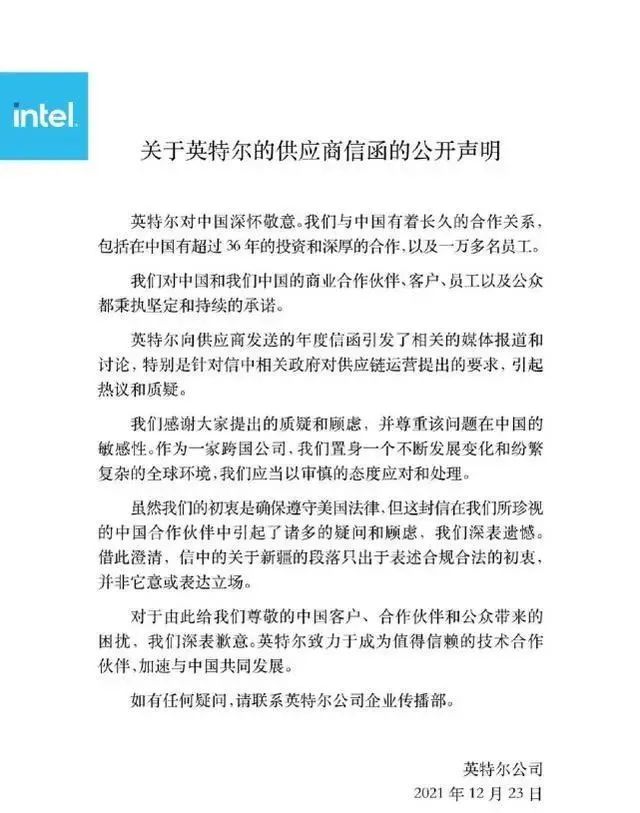 intel.
关于英特尔的供应商信函的公开声明
英特尔对中国深怀敬意。我们与中国有着长久的合作关系，
包括在中国有超过 36 年的投资和深厚的合作，以及一万多名员工。
我们对中国和我们中国的商业合作伙伴、客户、员工以及公众
都秉执坚定和持续的承诺。
英特尔向供应商发送的年度信函引发了相关的媒体报道和
讨论，特别是针对信中相关政府对供应链运营提出的要求，引起
热议和质疑。
我们感谢大家提出的质疑和顾虑，并尊重该问题在中国的
敏感性。作为一家跨国公司，我们置身一个不断发展变化和纷繁
复杂的全球环境，我们应当以审慎的态度应对和处理。
虽然我们的初衷是确保遵守美国法律，但这封信在我们所珍视
的中国合作伙伴中引起了诸多的疑问和顾虑，我们深表遗憾。
借此澄清，信中的关于新疆的段落只出于表述合规合法的初衷，
并非它意或表达立场。
对于由此给我们尊敬的中国客户、合作伙伴和公众带来的
困扰，我们深表歉意。英特尔致力于成为值得信赖的技术合作
伙伴，加速与中国共同发展。
如有任何疑问，请联系英特尔公司企业传播部。
英特尔公司
2021 年 12 月 23 日